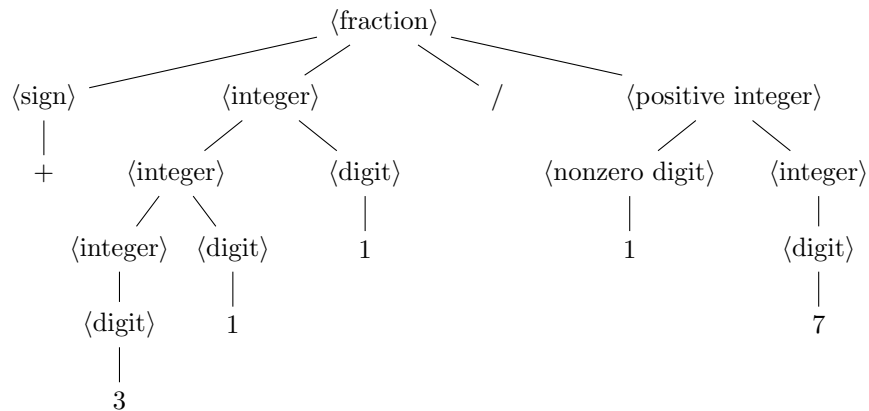 ⟨fraction⟩
⟨sign⟩ ⟨integer⟩ / ⟨positive integer⟩
+ ⟨integer⟩ ⟨digit⟩ ⟨nonzero digit⟩ ⟨integer⟩
⟨integer⟩ ⟨digit⟩ 1 1 ⟨digit⟩
⟨digit⟩ 1 7
3